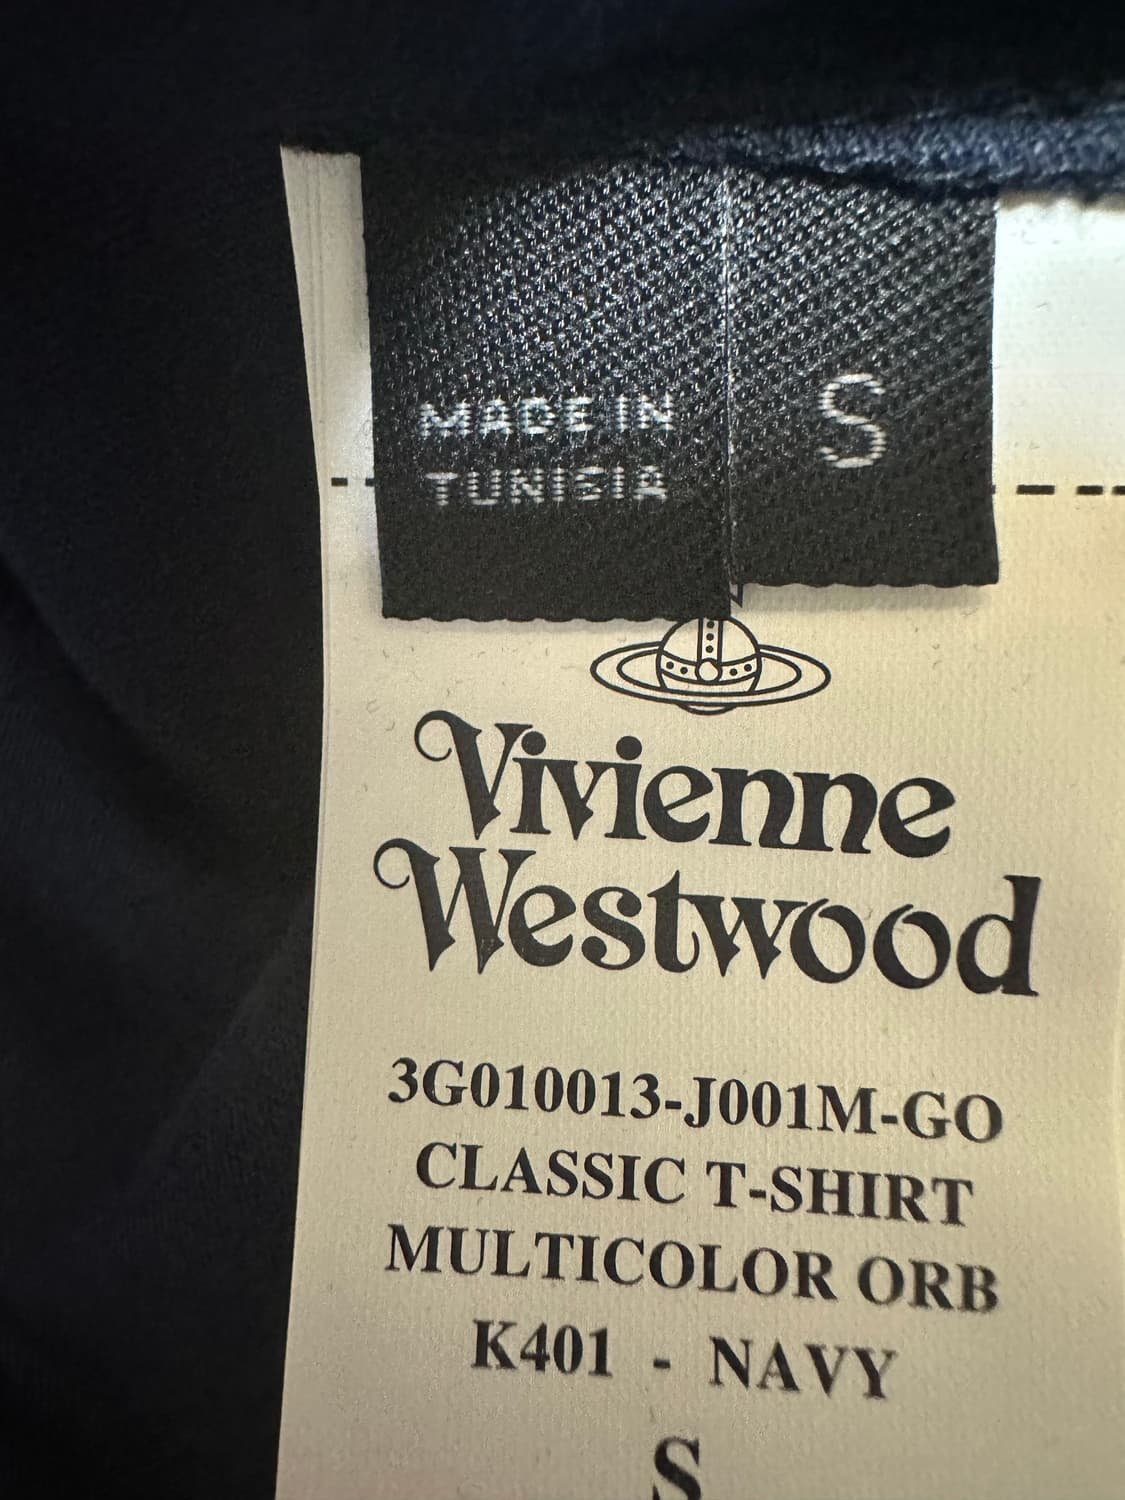 MADE IN
TUNISIA
S
Vivienne
Westwood
3G010013-J001M-GO
CLASSIC T-SHIRT
MULTICOLOR ORB
K401 - NAVY
S